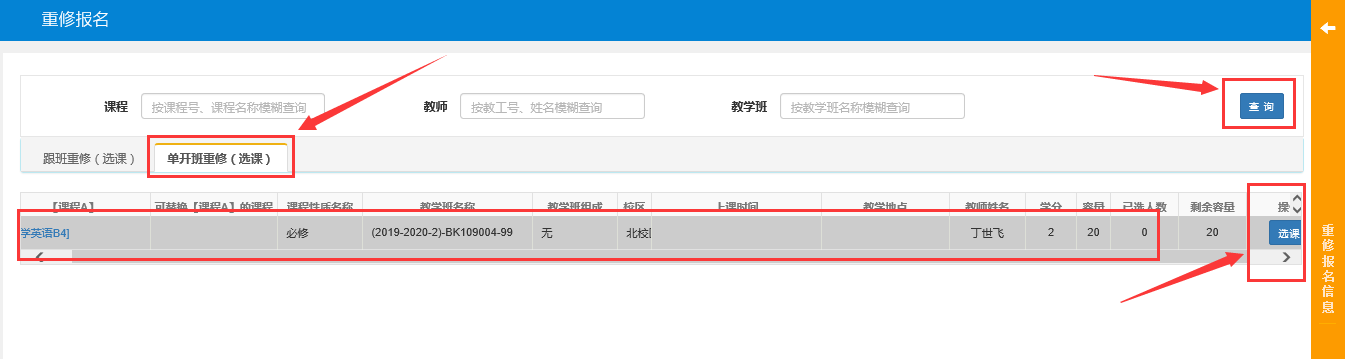 重修报名
课程 按课程号、课程名称模糊查询 教师 按教工号、姓名模糊查询 教学班 按教学班名称模糊查询 查 询
跟班重修（选课） 单开班重修（选课）
【课程A】 可替换【课程A】的课程 课程性质名称 教学班名称 教学班组成 校区 上课时间 教学地点 教师姓名 学分 容量 已选人数 剩余容量 操
学英语B4] 必修 (2019-2020-2)-BK109004-99 无 北校 丁世飞 2 20 0 20 选课
重修报名信息